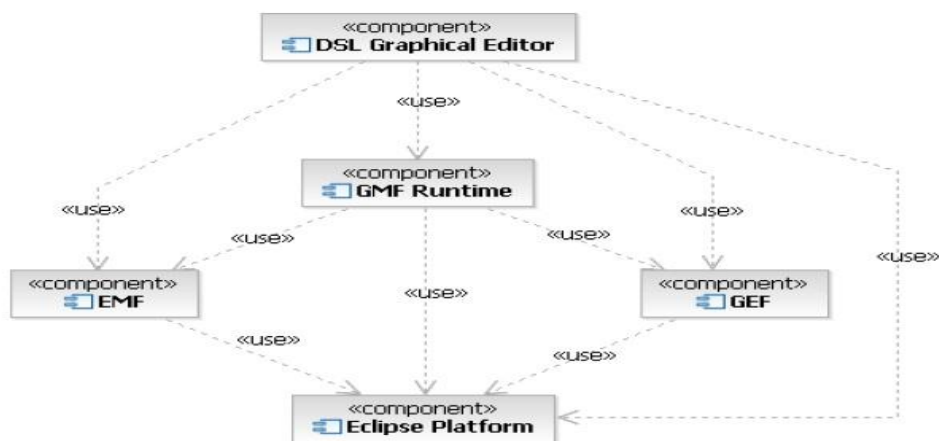 «component»
DSL Graphical Editor
«use»
«component»
GMF Runtime
«use»
«use»
«use»
«use»
«use»
«component»
EMF
«use»
«component»
GEF
«use»
«use»
«component»
Eclipse Platform